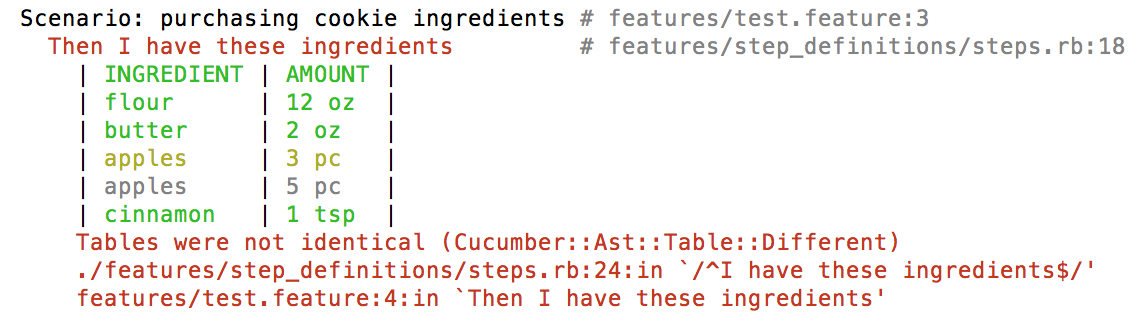 Scenario: purchasing cookie ingredients # features/test.feature:3
Then I have these ingredients # features/step_definitions/steps.rb:18
| INGREDIENT | AMOUNT |
| flour | 12 oz |
| butter | 2 oz |
| apples | 3 pc |
| apples | 5 pc |
| cinnamon | 1 tsp |
Tables were not identical (Cucumber::Ast::Table::Different)
./features/step_definitions/steps.rb:24:in `/^I have these ingredients$/'
features/test.feature:4:in `Then I have these ingredients'